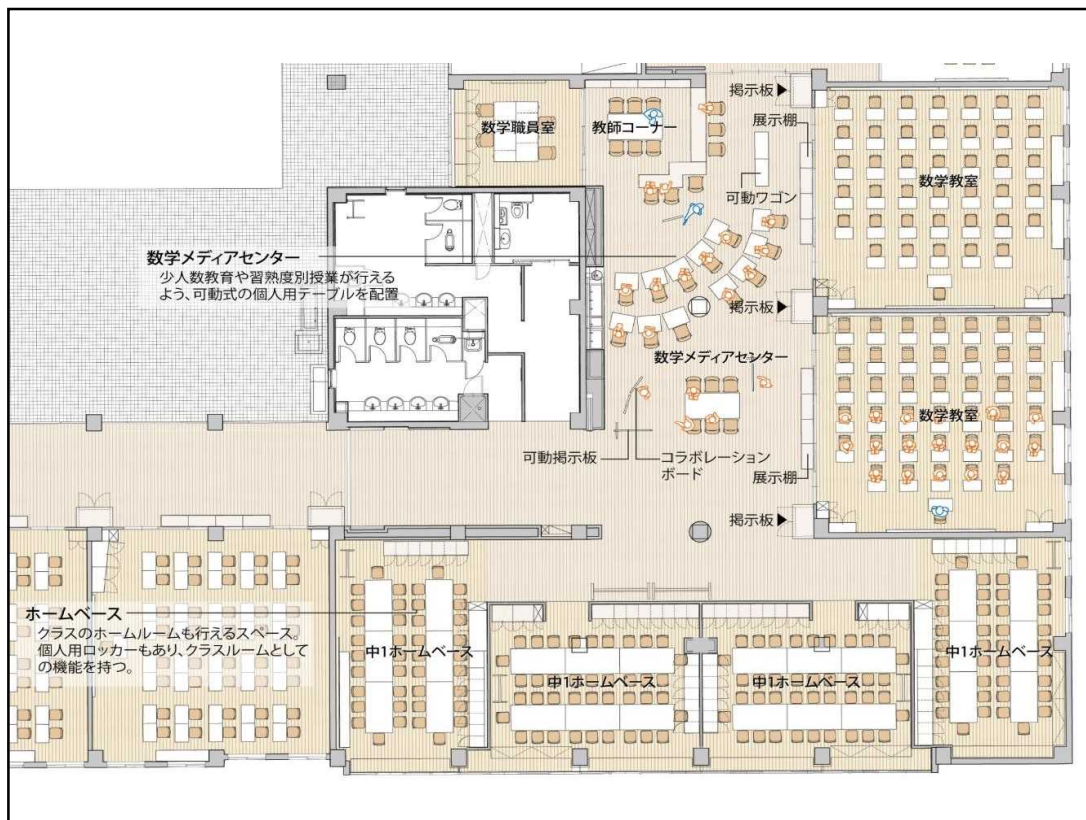 掲示板▶
数学職員室
教師コーナー
展示棚
数学教室
可動ワゴン
数学メディアセンター
少人数教育や習熟度別授業が行える
よう、可動式の個人用テーブルを配置
掲示板▶
数学メディアセンター
数学教室
可動掲示板
コラボレーション
ボード
展示棚
掲示板▶
ホームベース
クラスのホームルームも行えるスペース。
個人用ロッカーもあり、クラスルームとして
の機能を持つ。
中1ホームベース
中1ホームベース
中1ホームベース
中1ホームベース